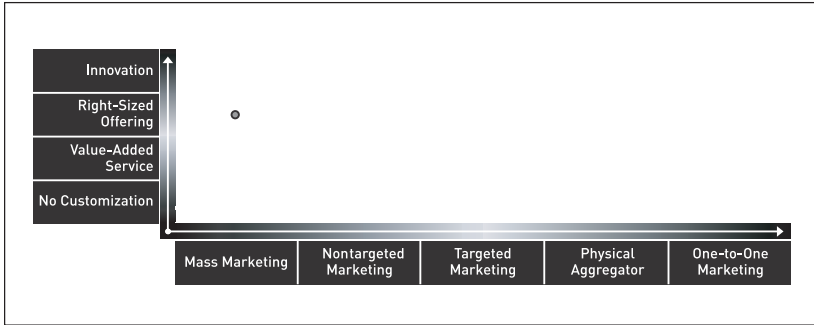 Innovation
Right-Sized
Offering
Value-Added
Service
No Customization
Mass Marketing
Nontargeted
Marketing
Targeted
Marketing
Physical
Aggregator
One-to-One
Marketing